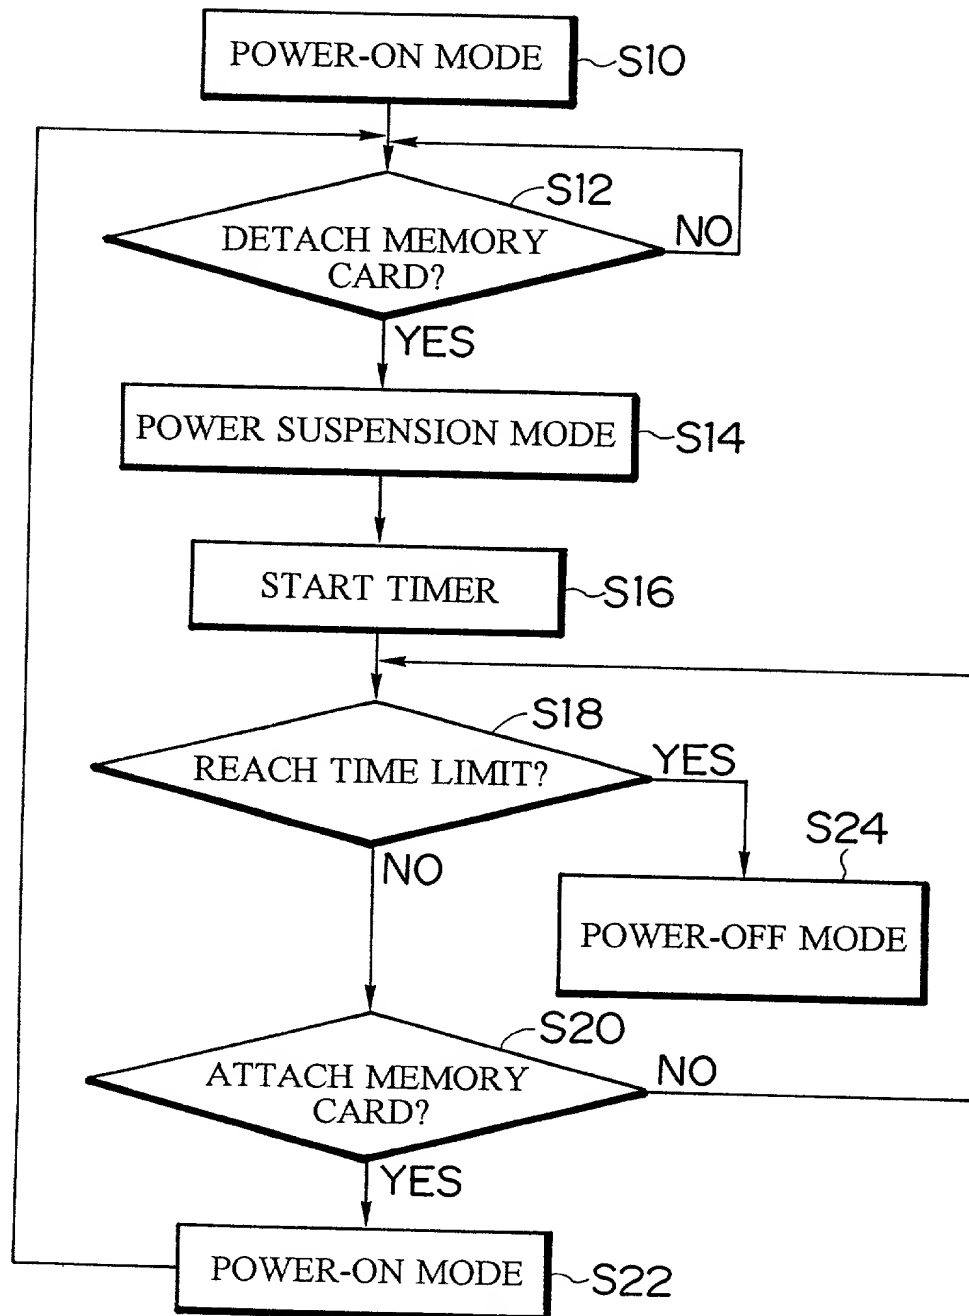 POWER-ON MODE
S10
S12
DETACH MEMORY
CARD?
NO
YES
POWER SUSPENSION MODE
S14
START TIMER
S16
S18
REACH TIME LIMIT?
YES
NO
S24
POWER-OFF MODE
S20
ATTACH MEMORY
CARD?
NO
YES
POWER-ON MODE
S22